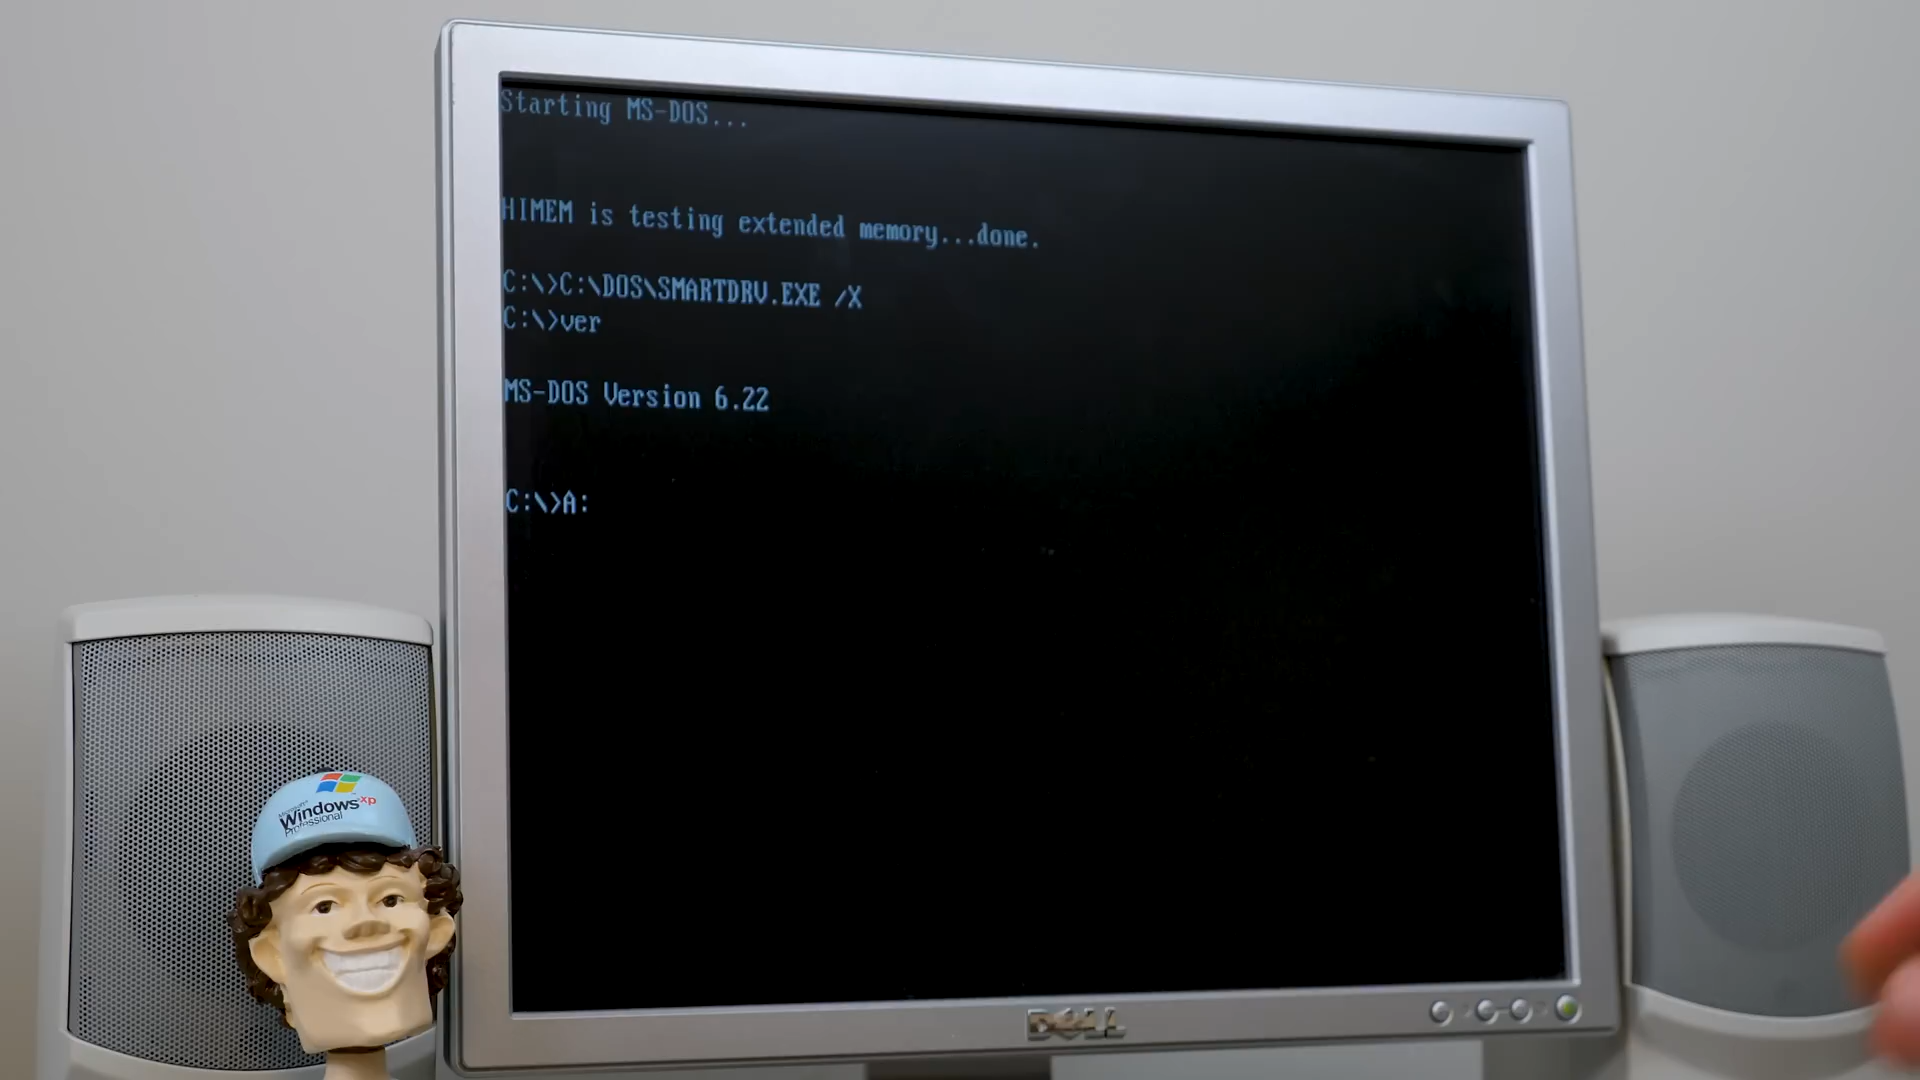 Starting MS-DOS...
HIMEM is testing extended memory...done.
C:\>C:\DOS\SMARTDRV.EXE /X
C:\>ver
MS-DOS Version 6.22
C:\>A:
Microsoft
Windows xp
Professional
DELL